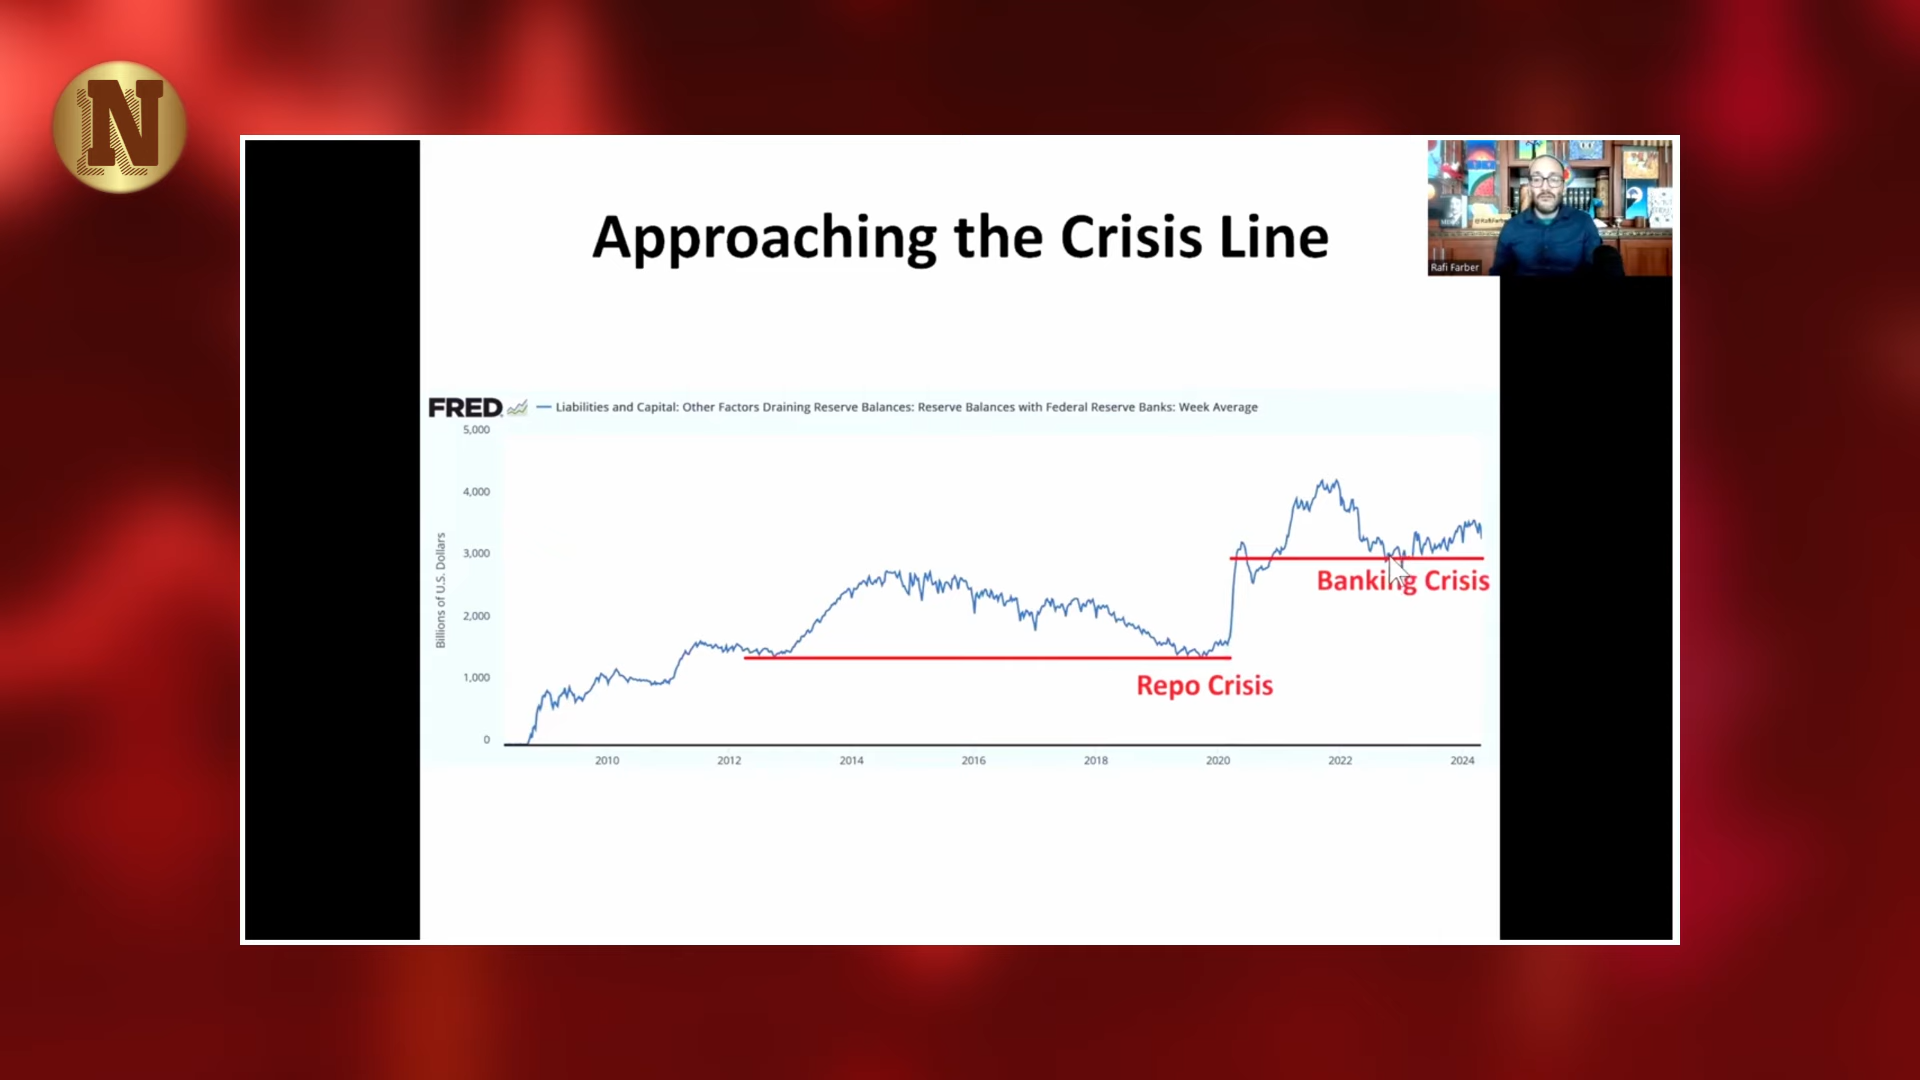 N
Approaching the Crisis Line
Rafi Farber
FRED
Liabilities and Capital: Other Factors Draining Reserve Balances: Reserve Balances with Federal Reserve Banks: Week Average
Billions of U.S. Dollars
5,000
4,000
3,000
2,000
1,000
0
Banking Crisis
Repo Crisis
2010 2012 2014 2016 2018 2020 2022 2024